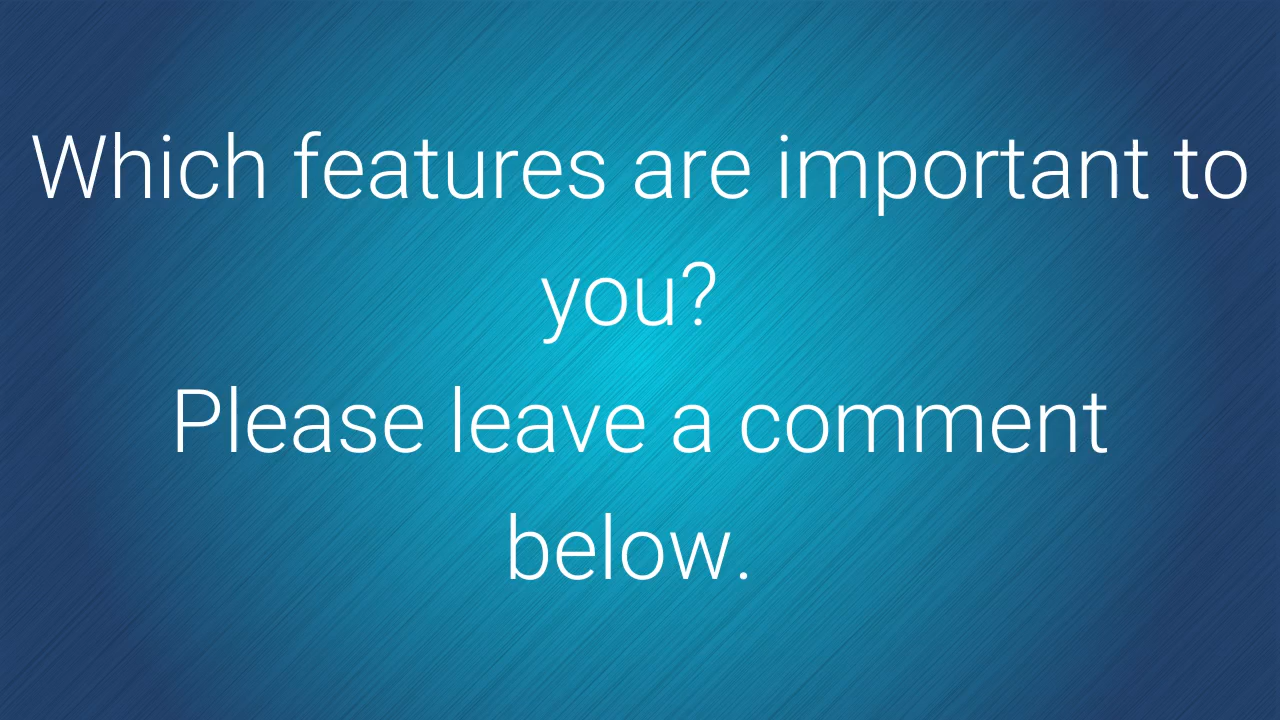 Which features are important to
you?
Please leave a comment
below.